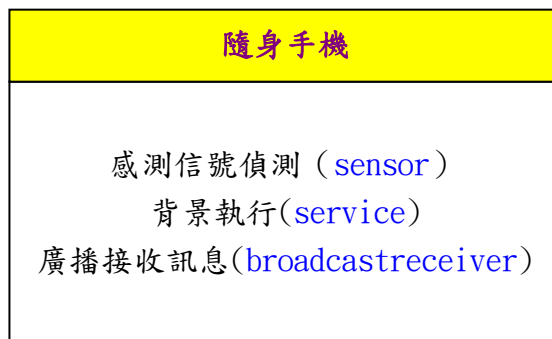 隨身手機
感測信號偵測（sensor）
背景執行(service)
廣播接收訊息(broadcastreceiver)